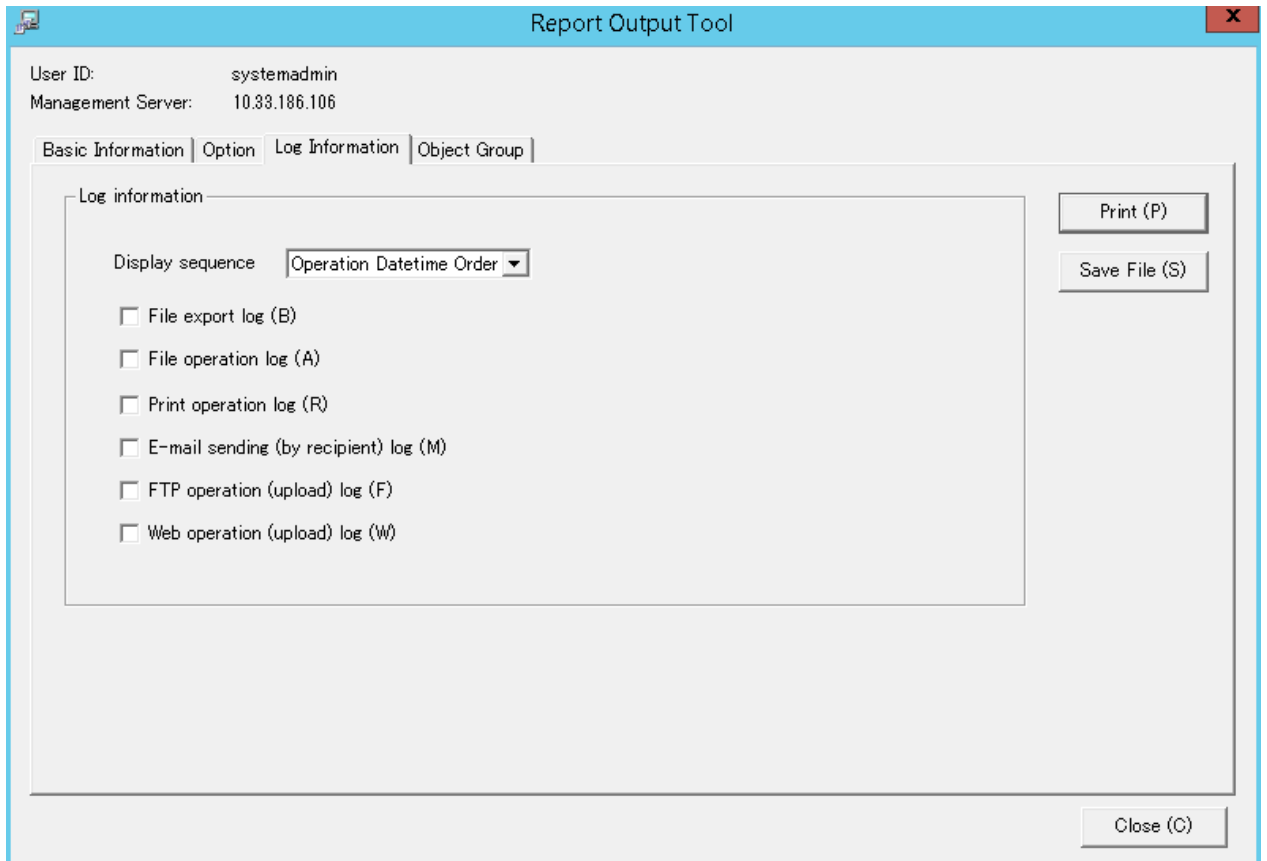 Report Output Tool
x
User ID: systemadmin
Management Server: 10.33.186.106
Basic Information Option Log Information Object Group
Log information
Print (P)
Display sequence Operation Datetime Order
Save File (S)
File export log (B)
File operation log (A)
Print operation log (R)
E-mail sending (by recipient) log (M)
FTP operation (upload) log (F)
Web operation (upload) log (W)
Close (C)